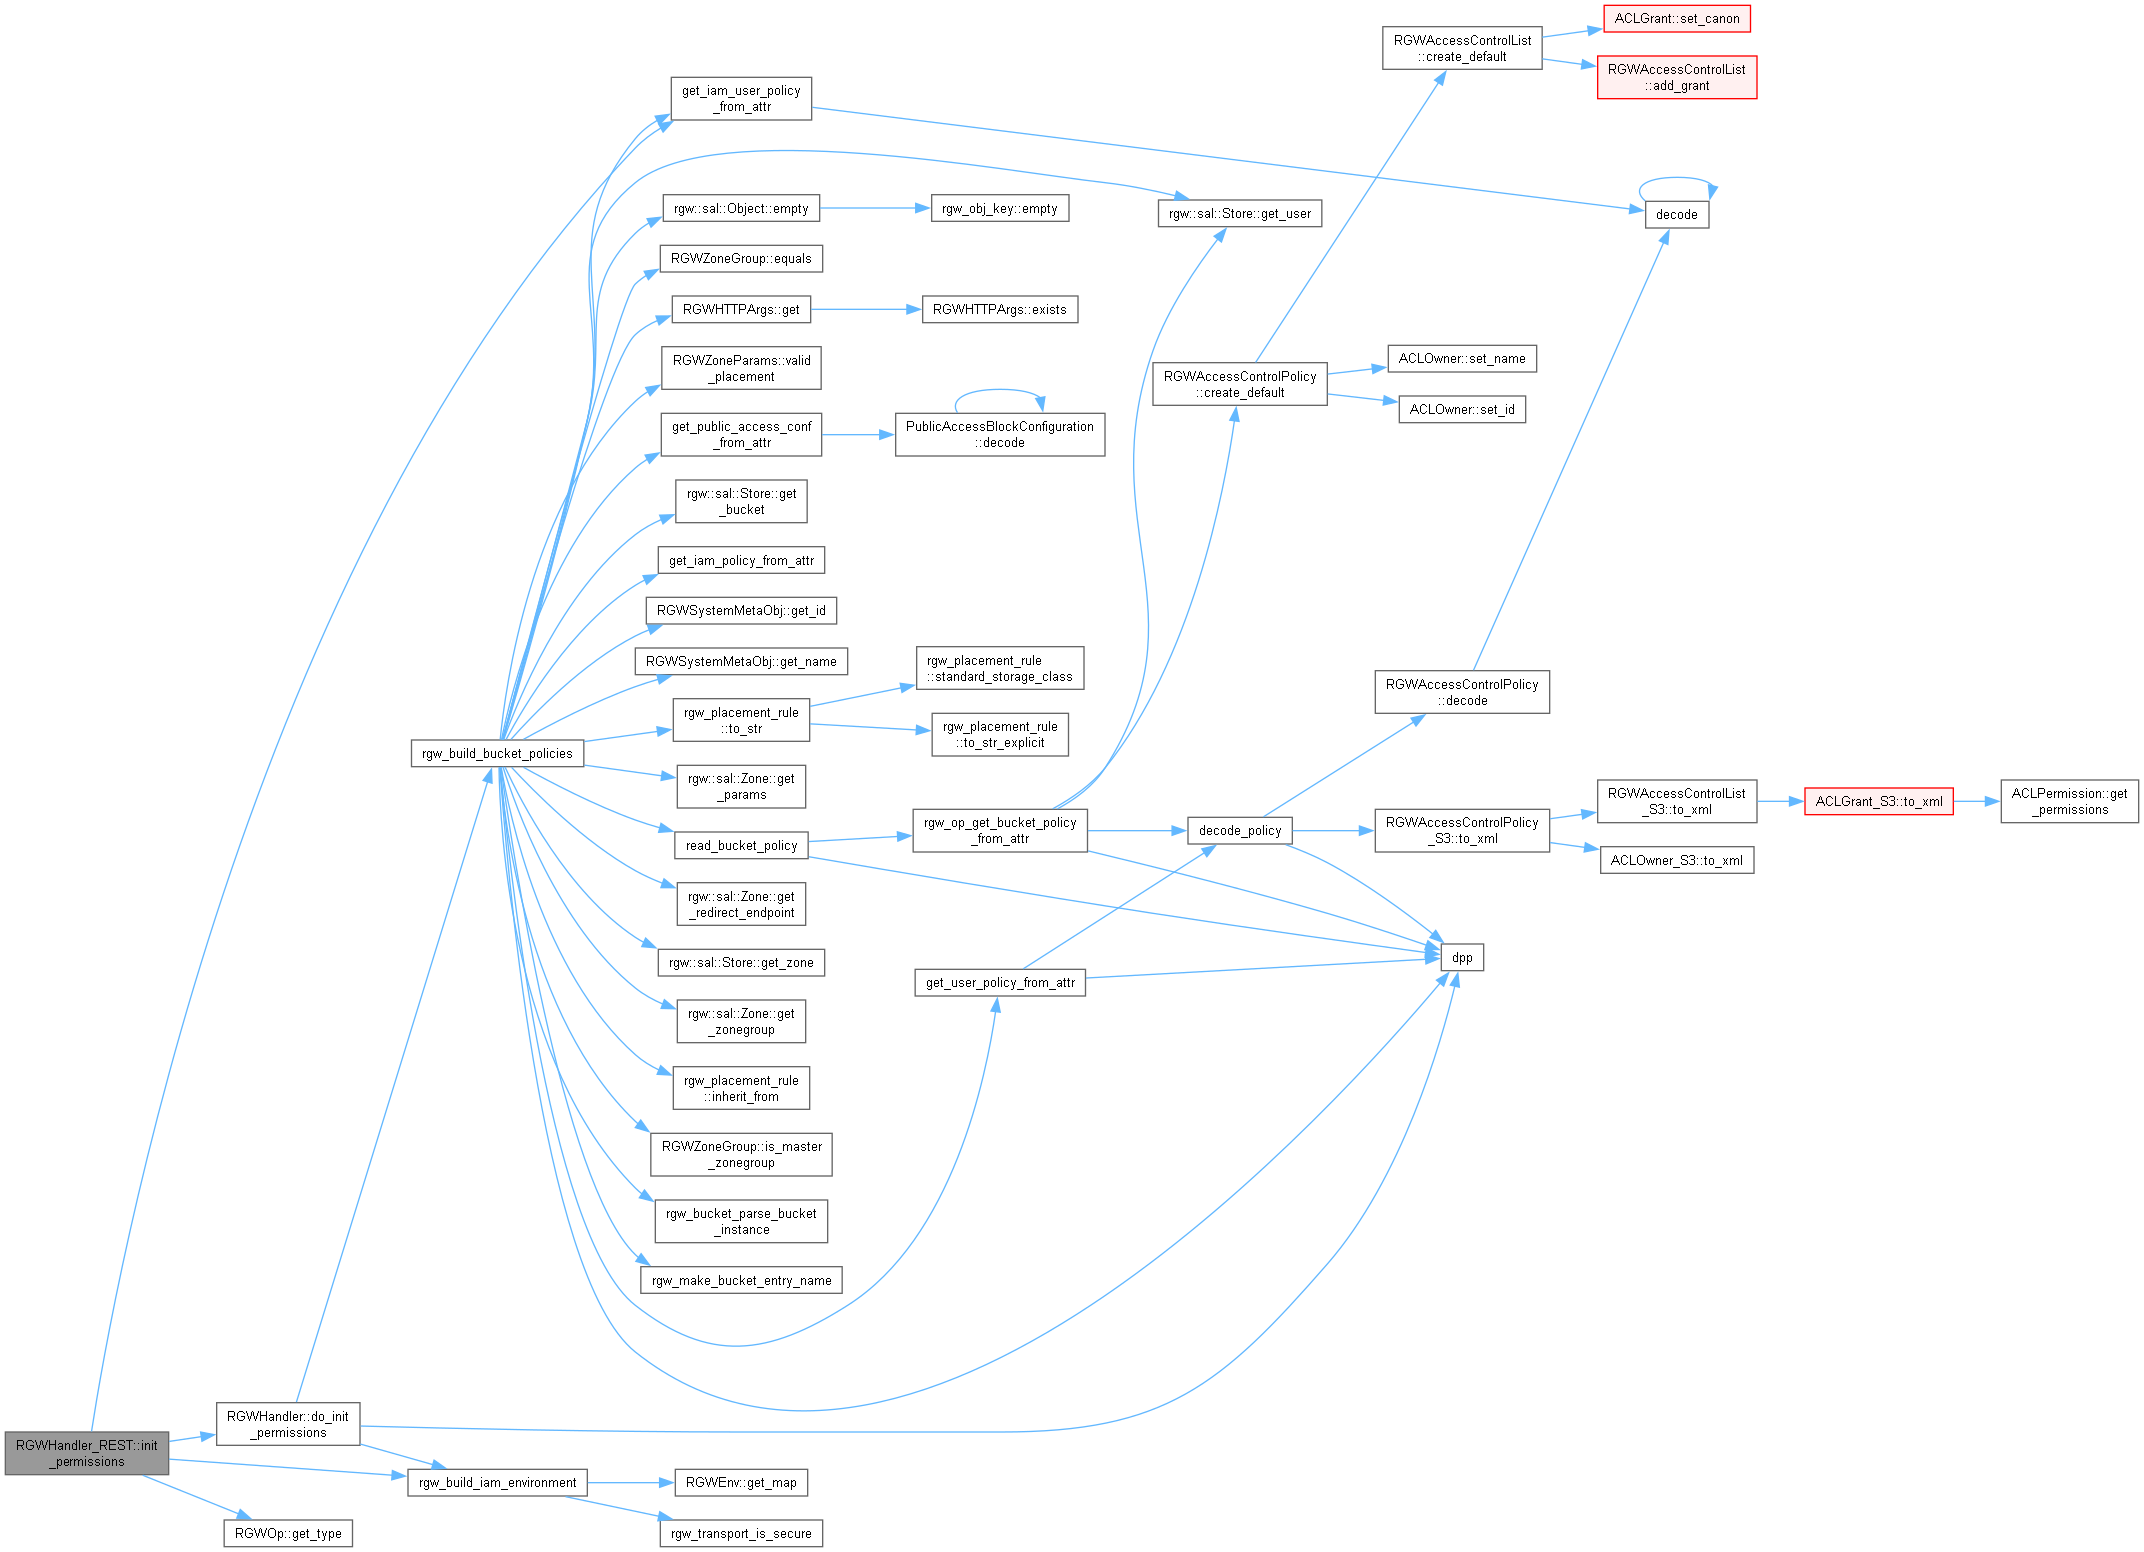 ACLGrant::set_canon
RGWAccessControlList
::create_default
RGWAccessControlList
::add_grant
get_iam_user_policy
_from_attr
rgw::sal::Object::empty
rgw_obj_key::empty
rgw::sal::Store::get_user
decode
RGWZoneGroup::equals
RGWHTTPArgs::get
RGWHTTPArgs::exists
RGWZoneParams::valid
_placement
RGWAccessControlPolicy
::create_default
ACLOwner::set_name
ACLOwner::set_id
get_public_access_conf
_from_attr
PublicAccessBlockConfiguration
::decode
rgw::sal::Store::get
_bucket
get_iam_policy_from_attr
RGWSystemMetaObj::get_id
RGWSystemMetaObj::get_name
rgw_placement_rule
::standard_storage_class
rgw_placement_rule
::to_str
rgw_placement_rule
::to_str_explicit
RGWAccessControlPolicy
::decode
rgw_build_bucket_policies
rgw::sal::Zone::get
_params
RGWAccessControlList
_S3::to_xml
ACLGrant_S3::to_xml
ACLPermission::get
_permissions
read_bucket_policy
rgw_op_get_bucket_policy
_from_attr
decode_policy
RGWAccessControlPolicy
_S3::to_xml
ACLOwner_S3::to_xml
rgw::sal::Zone::get
_redirect_endpoint
rgw::sal::Store::get_zone
get_user_policy_from_attr
dpp
rgw::sal::Zone::get
_zonegroup
rgw_placement_rule
::inherit_from
RGWZoneGroup::is_master
_zonegroup
rgw_bucket_parse_bucket
_instance
rgw_make_bucket_entry_name
RGWHandler::do_init
_permissions
RGWHandler_REST::init
_permissions
rgw_build_iam_environment
RGWEnv::get_map
RGWOp::get_type
rgw_transport_is_secure